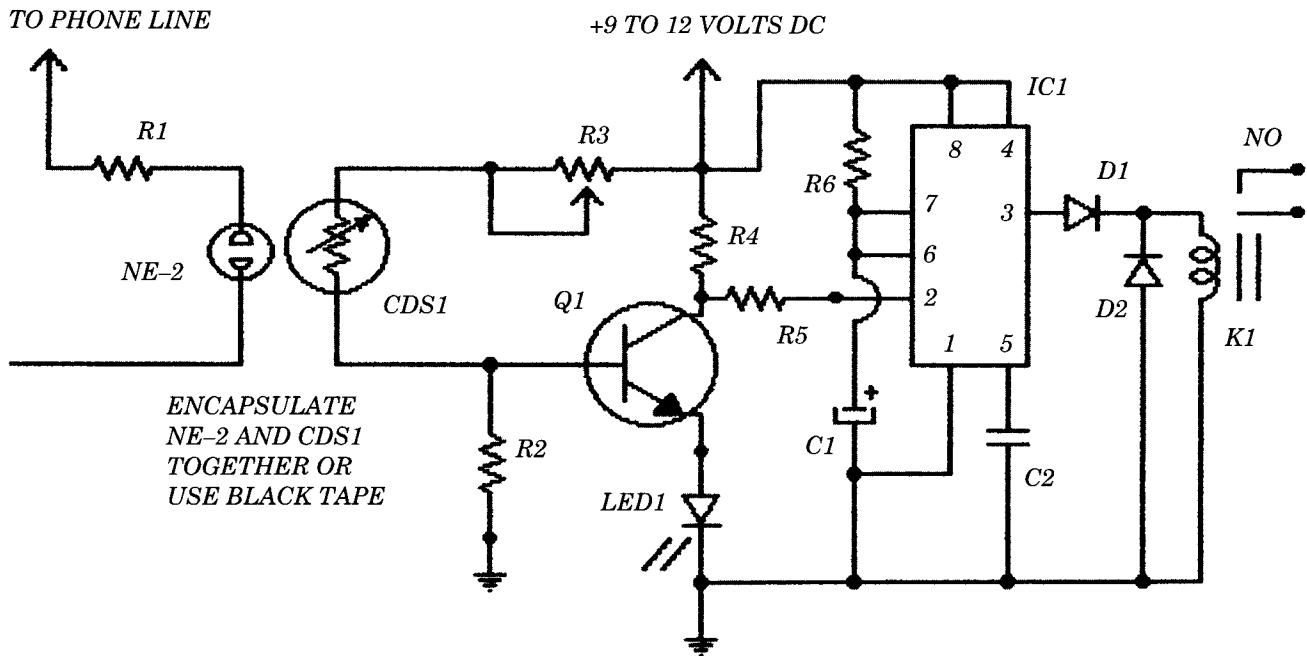 TO PHONE LINE
+9 TO 12 VOLTS DC
IC1
R1
R3
8 4
NO
R6
D1
7
3
R4
6
NE–2
CDS1
Q1
2
R5
D2
1 5
K1
ENCAPSULATE
NE–2 AND CDS1
TOGETHER OR
USE BLACK TAPE
R2
+
C1
C2
LED1